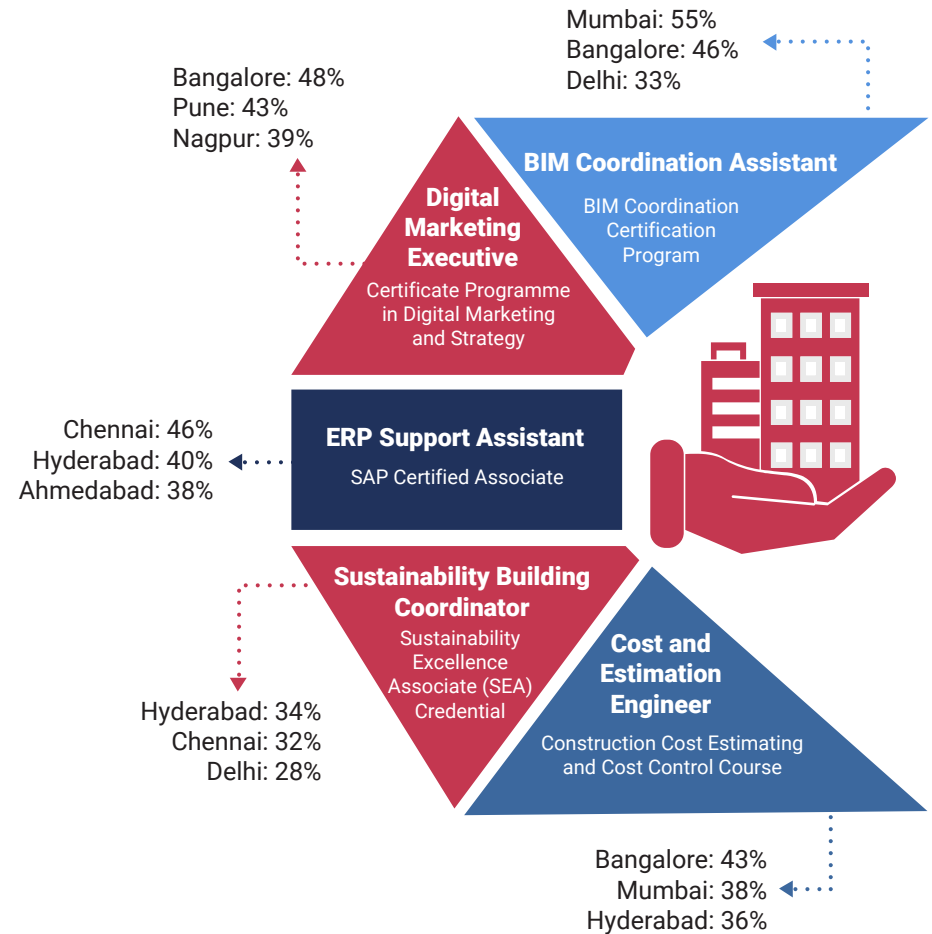 Mumbai: 55%
Bangalore: 46%
Delhi: 33%
Bangalore: 48%
Pune: 43%
Nagpur: 39%
BIM Coordination Assistant
BIM Coordination
Certification
Program
Digital
Marketing
Executive
Certificate Programme
in Digital Marketing
and Strategy
Chennai: 46%
Hyderabad: 40%
Ahmedabad: 38%
ERP Support Assistant
SAP Certified Associate
Sustainability Building
Coordinator
Sustainability
Excellence
Associate (SEA)
Credential
Hyderabad: 34%
Chennai: 32%
Delhi: 28%
Cost and
Estimation
Engineer
Construction Cost Estimating
and Cost Control Course
Bangalore: 43%
Mumbai: 38%
Hyderabad: 36%